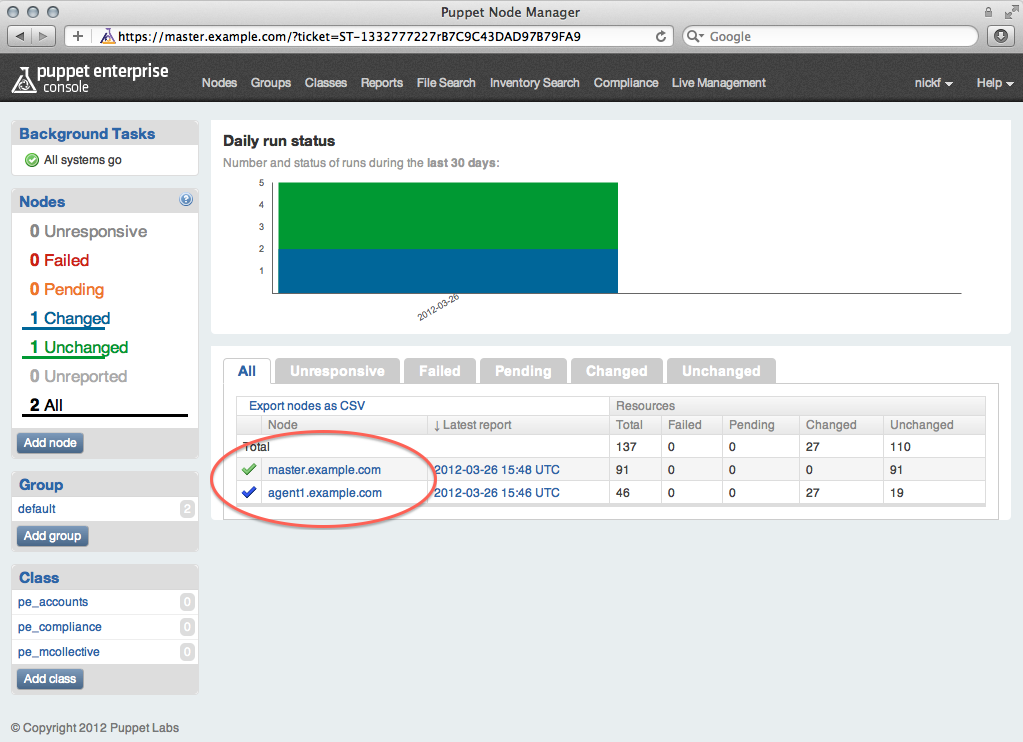 Puppet Node Manager
https://master.example.com/?ticket=ST-1332777227rB7C9C43DAD97B79FA9
Google
puppet enterprise
console
Nodes Groups Classes Reports File Search Inventory Search Compliance Live Management nickf Help
Background Tasks
All systems go
Nodes ?
0 Unresponsive
0 Failed
0 Pending
1 Changed
1 Unchanged
0 Unreported
2 All
Add node
Group
default 2
Add group
Class
pe_accounts 0
pe_compliance 0
pe_mcollective 0
Add class
Daily run status
Number and status of runs during the last 30 days:
5
4
3
2
1
2012-03-26
All Unresponsive Failed Pending Changed Unchanged
Export nodes as CSV Resources
Node ↓ Latest report Total Failed Pending Changed Unchanged
Total 137 0 0 27 110
master.example.com 2012-03-26 15:48 UTC 91 0 0 0 91
agent1.example.com 2012-03-26 15:46 UTC 46 0 0 27 19
© Copyright 2012 Puppet Labs